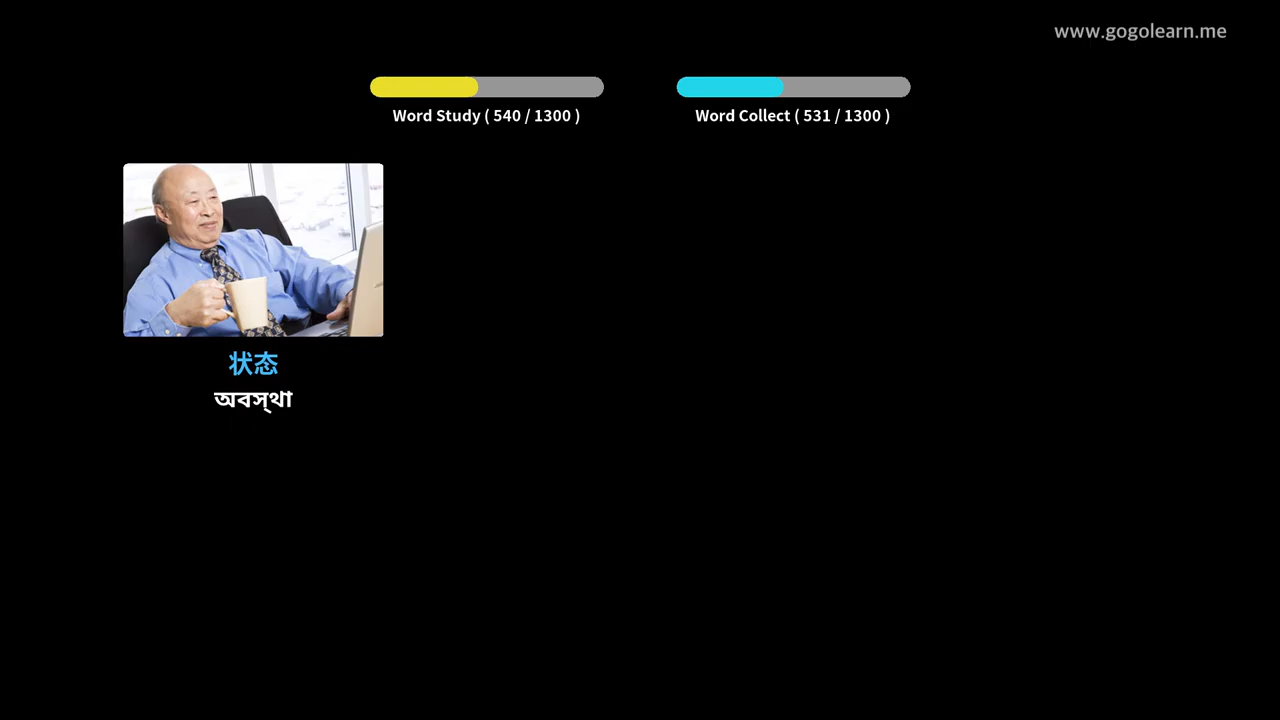 www.gogolearn.me
Word Study ( 540 / 1300 )
Word Collect ( 531 / 1300 )
状态
অবস্থা